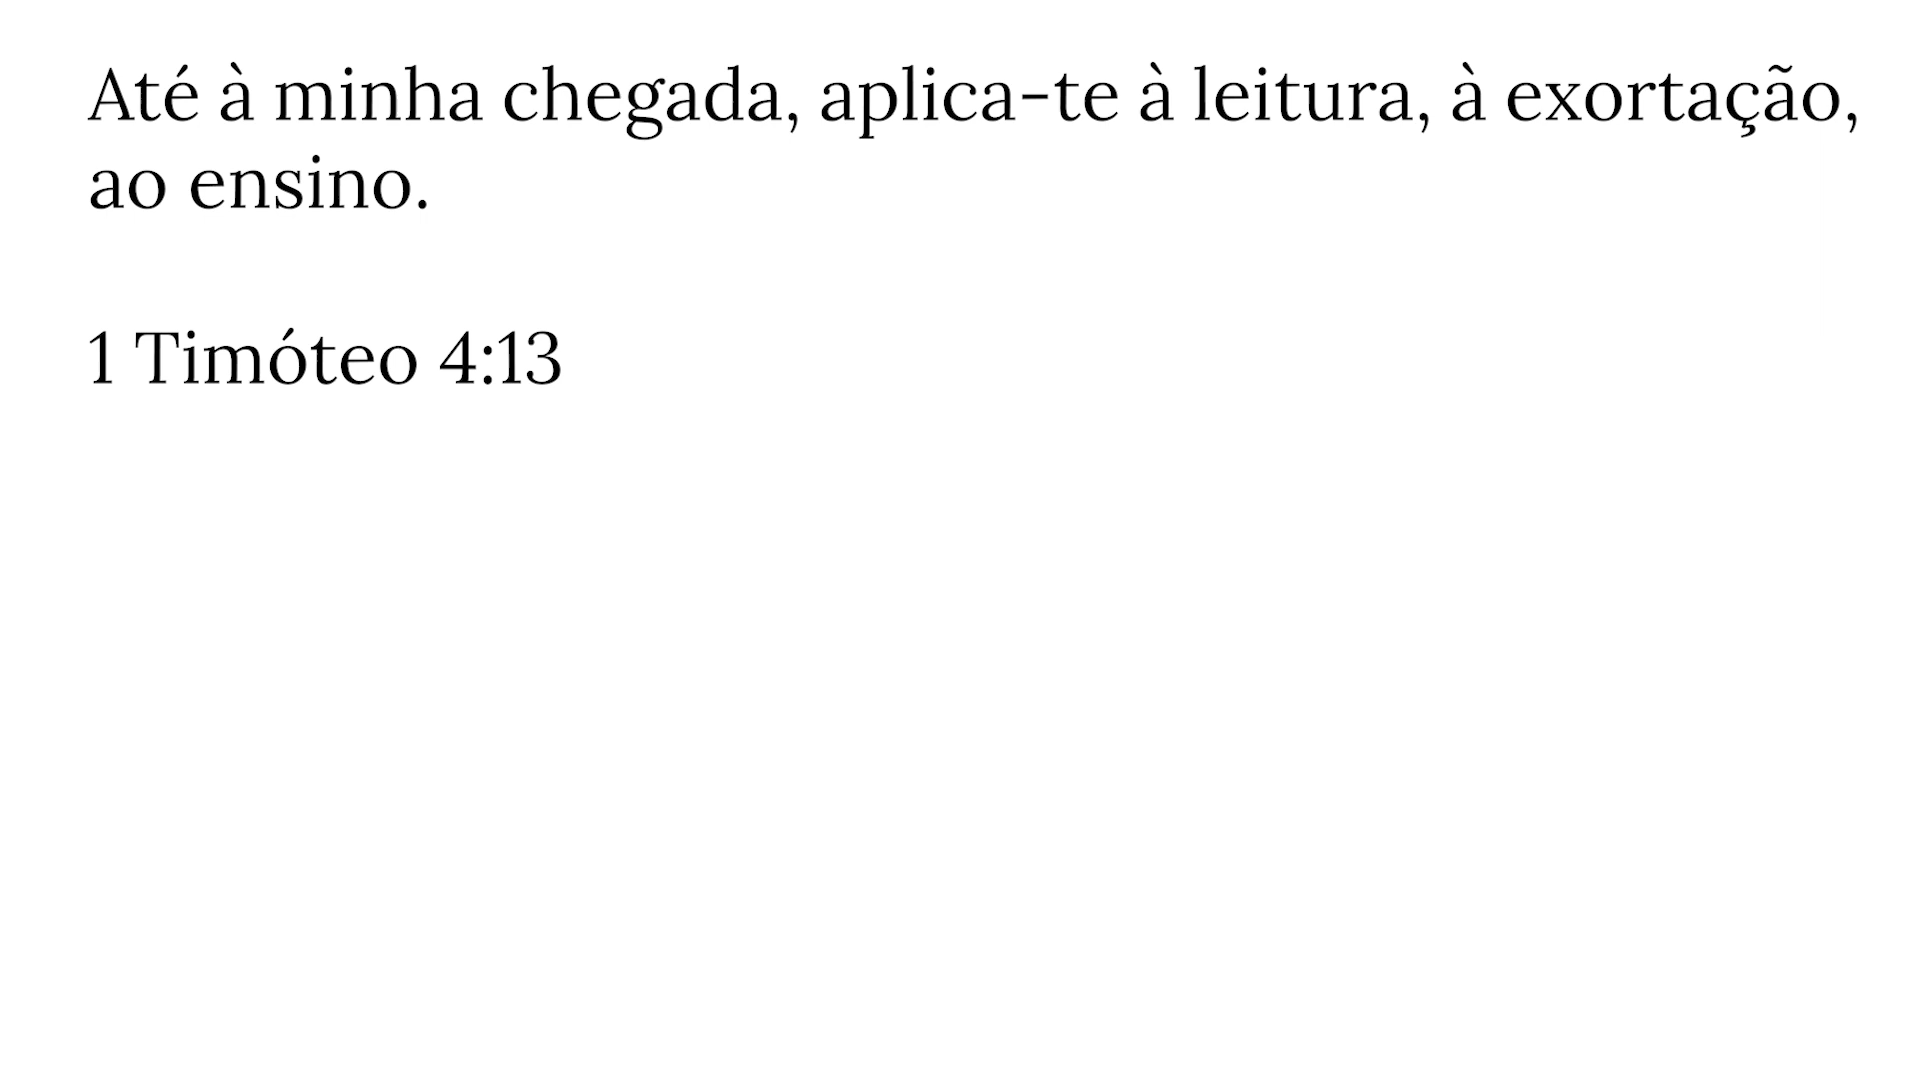 Até à minha chegada, aplica-te à leitura, à exortação,
ao ensino.
1 Timóteo 4:13